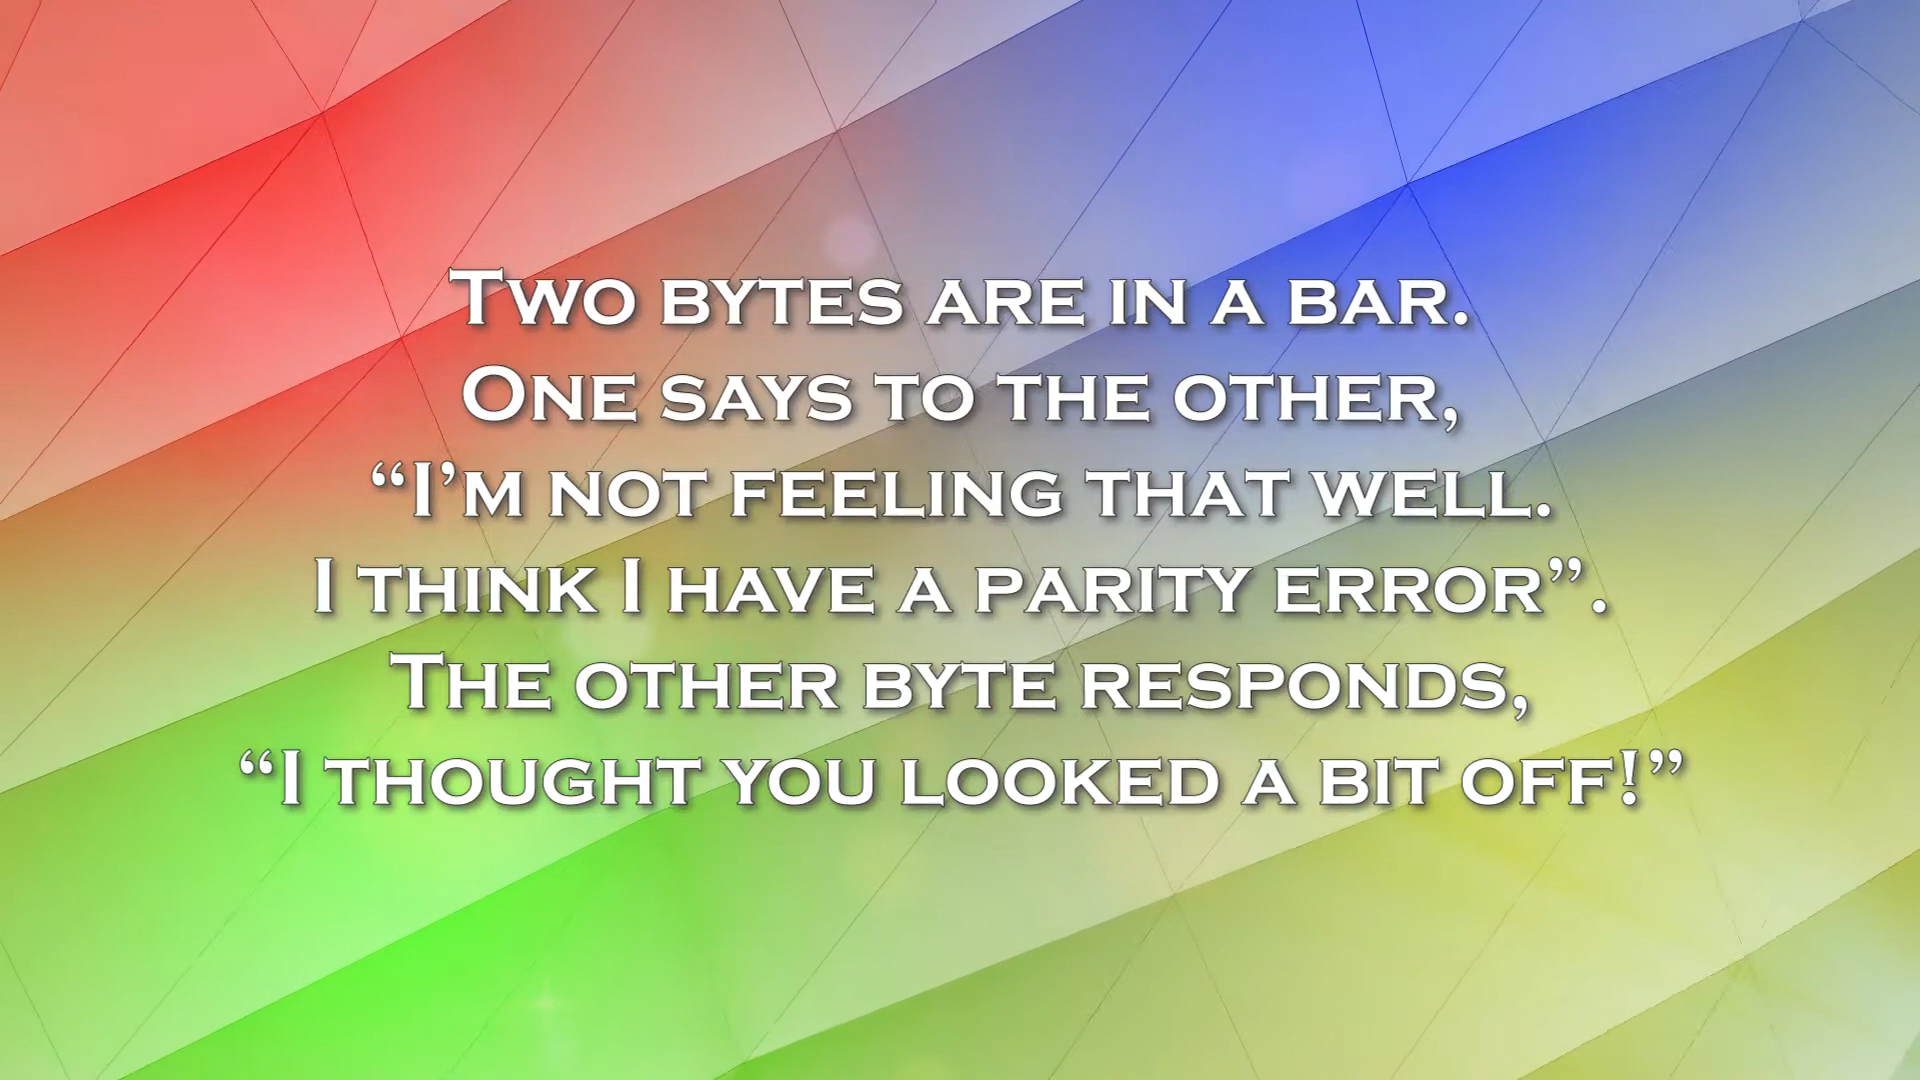 Two bytes are in a bar.
One says to the other,
“I’m not feeling that well.
I think I have a parity error”.
The other byte responds,
“I thought you looked a bit off!”